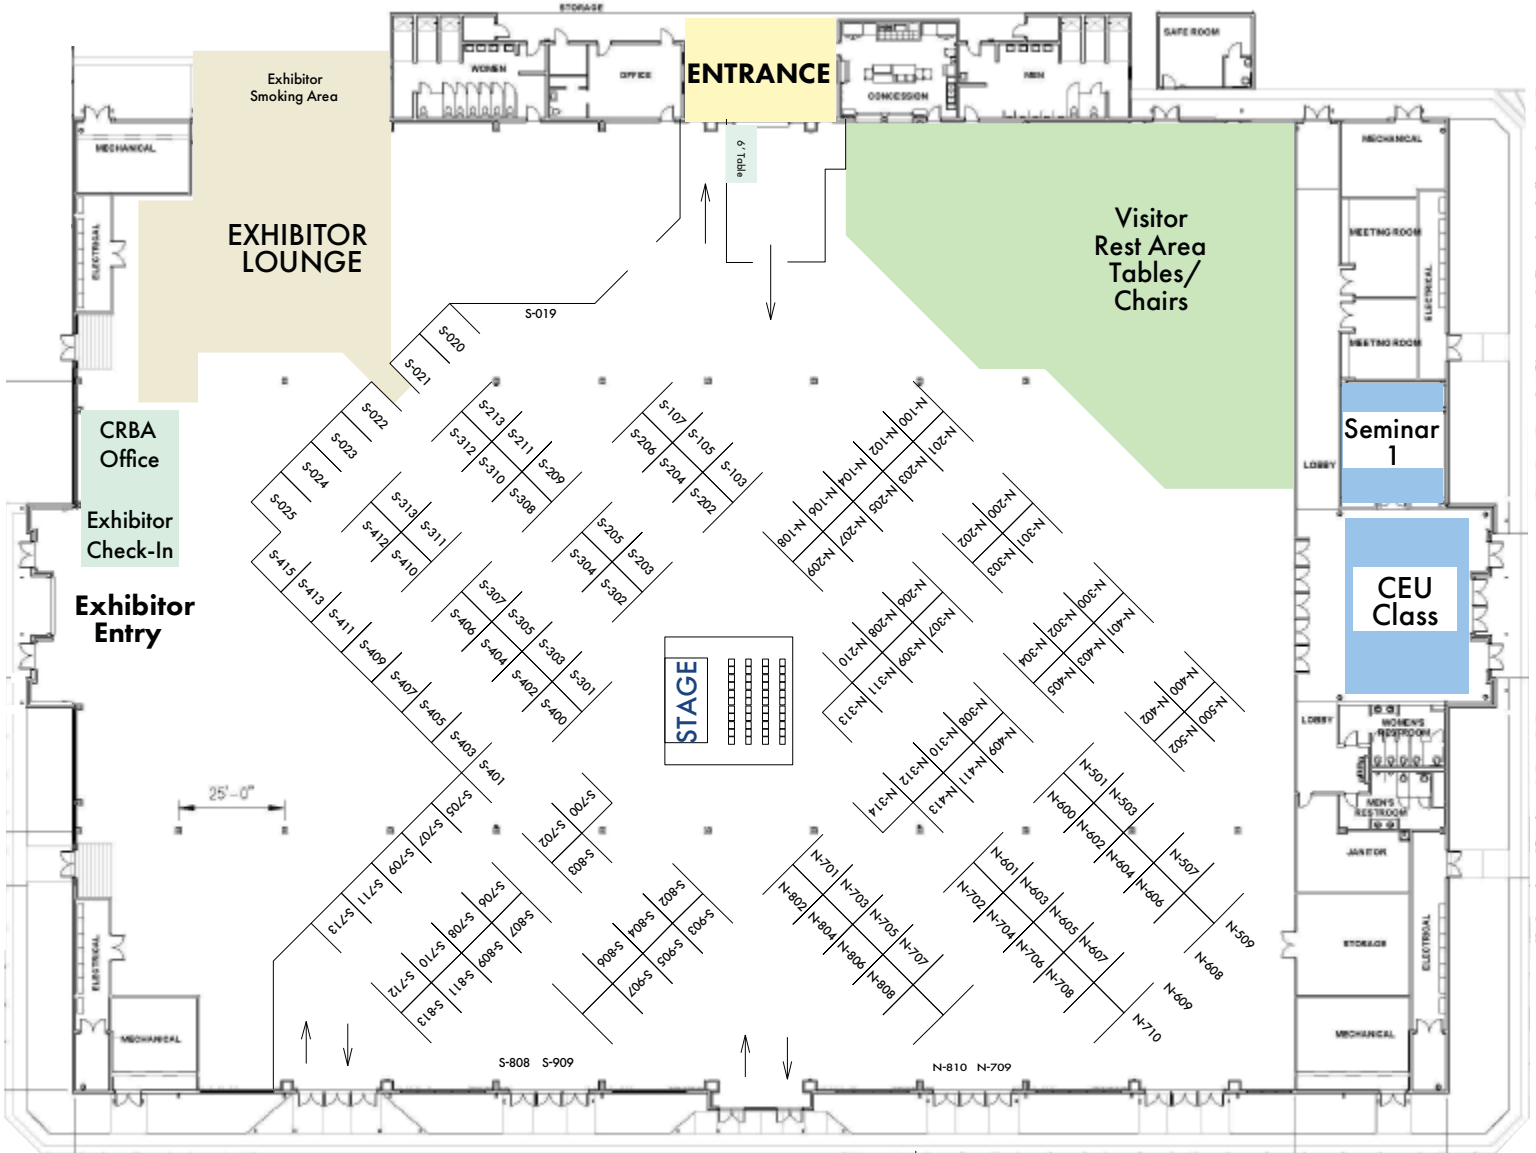 STORAGE
SAFE ROOM
Exhibitor
Smoking Area
WOMEN
OFFICE
ENTRANCE
CONCESSION
MEN
MECHANICAL
6' Table
MECHANICAL
EXHIBITOR
LOUNGE
ELECTRICAL
Visitor
Rest Area
Tables/
Chairs
MEETING ROOM
ELECTRICAL
MEETING ROOM
S-019
S-020
S-021
S-022
S-023
S-024
S-025
CRBA
Office
Exhibitor
Check-In
Exhibitor
Entry
S-213
S-211
S-209
S-312
S-310
S-308
S-107
S-105
S-103
S-206
S-204
S-202
N-100
N-102
N-104
N-106
N-108
N-201
N-203
N-205
N-207
N-209
LOBBY
Seminar
1
S-313
S-311
S-412
S-410
S-205
S-203
S-304
S-302
N-200
N-202
N-301
N-303
CEU
Class
S-415
S-413
S-411
S-409
S-407
S-405
S-403
S-401
S-307
S-305
S-303
S-301
S-406
S-404
S-402
S-400
STAGE
N-206
N-208
N-210
N-307
N-309
N-311
N-313
N-300
N-302
N-304
N-401
N-403
N-405
N-400
N-402
N-500
N-502
LOBBY
WOMEN'S
RESTROOM
MEN'S
RESTROOM
JANITOR
25'-0"
S-705
S-707
S-709
S-711
S-713
S-700
S-702
S-803
N-308
N-310
N-312
N-314
N-409
N-411
N-413
N-501
N-503
N-507
N-509
N-600
N-602
N-604
N-606
N-608
N-609
S-706
S-708
S-710
S-712
S-807
S-809
S-811
S-813
S-802
S-804
S-806
S-903
S-905
S-907
N-701
N-703
N-705
N-707
N-802
N-804
N-806
N-808
N-601
N-603
N-605
N-607
N-702
N-704
N-706
N-708
N-710
STORAGE
ELECTRICAL
MECHANICAL
ELECTRICAL
MECHANICAL
S-808 S-909
N-810 N-709